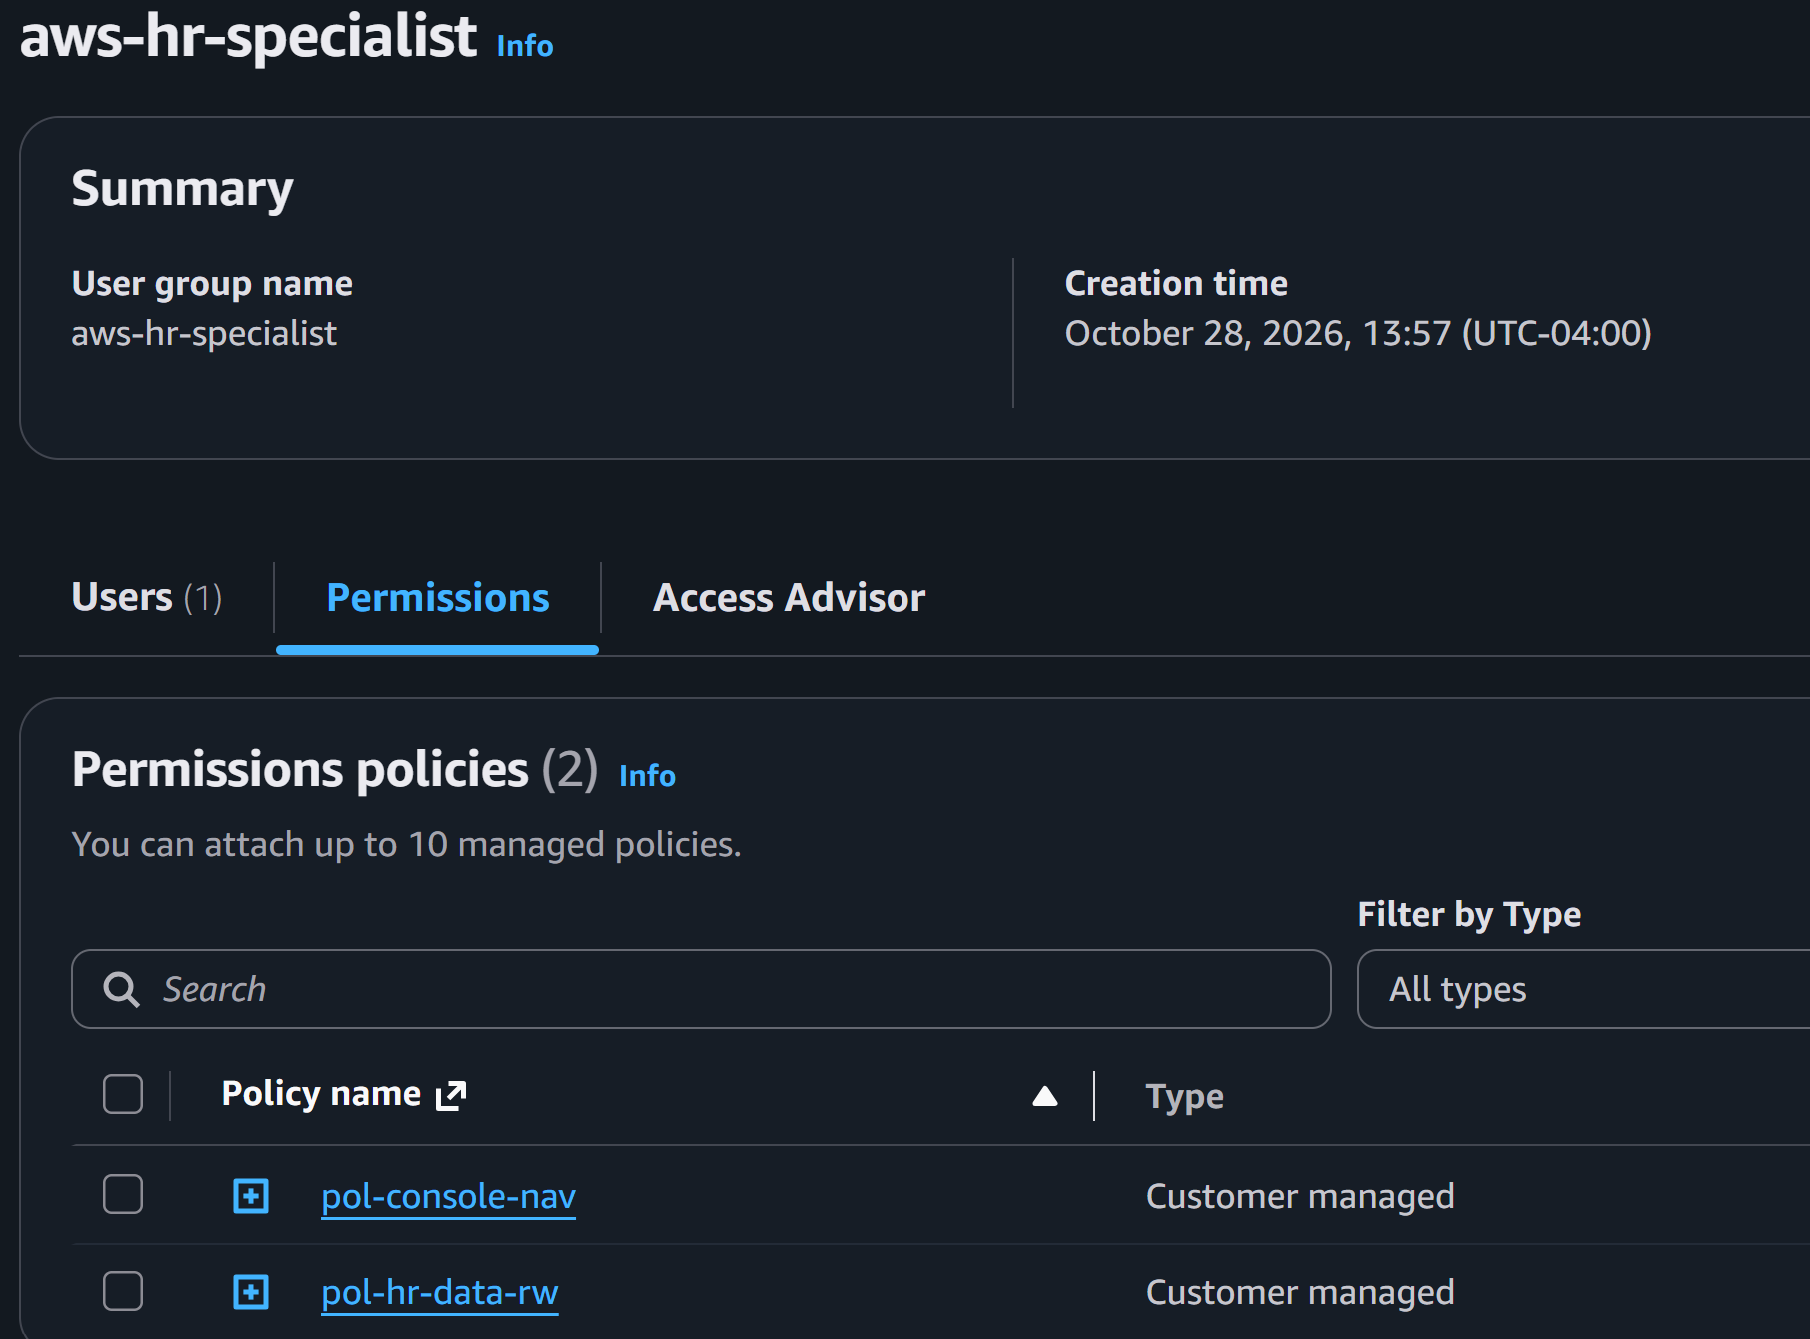 aws-hr-specialist Info
Summary
User group name
aws-hr-specialist
Creation time
October 28, 2026, 13:57 (UTC-04:00)
Users (1)
Permissions
Access Advisor
Permissions policies (2) Info
You can attach up to 10 managed policies.
Filter by Type
Search
All types
Policy name
Type
pol-console-nav
Customer managed
pol-hr-data-rw
Customer managed